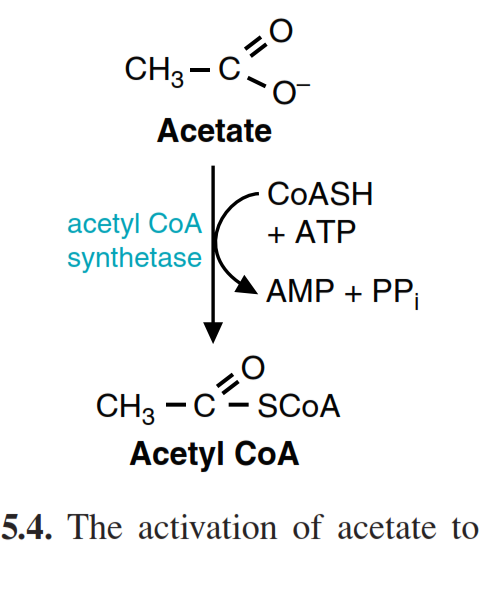 O
CH₃ – C
O⁻
Acetate
CoASH
acetyl CoA
+ ATP
synthetase
AMP + PPᵢ
O
CH₃ – C – SCoA
Acetyl CoA
5.4. The activation of acetate to